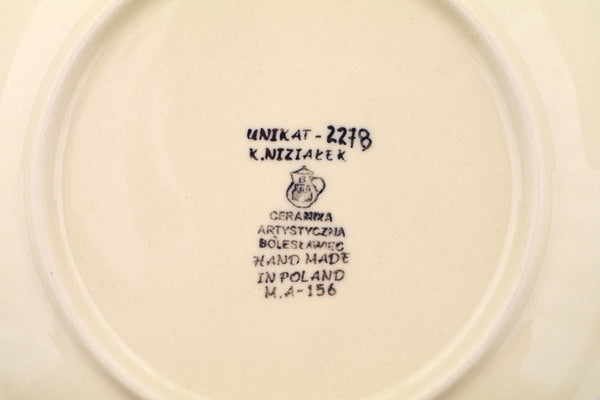 UNIKAT-2278
K.NIZIAŁEK
CERAMIKA
ARTYSTYCZNA
BOLESŁAWIEC
HAND MADE
IN POLAND
M.A-156